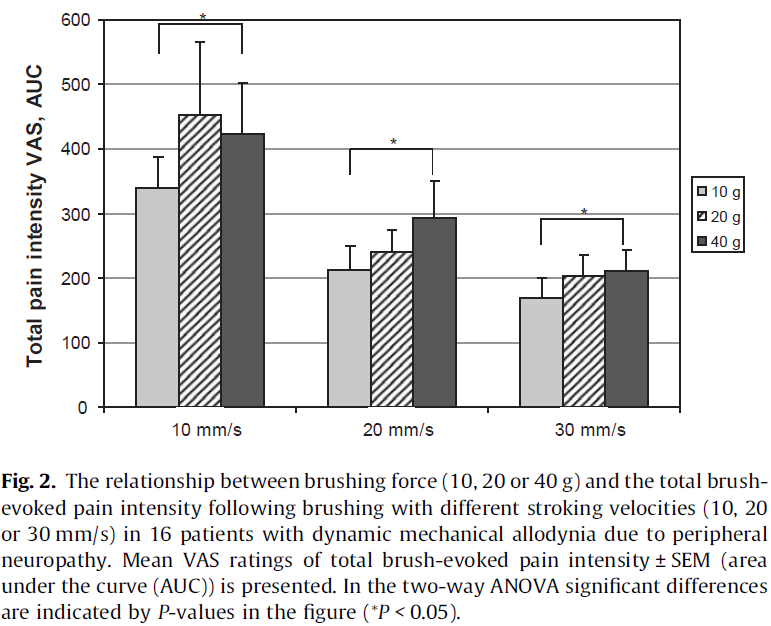 600
*
500
*
400
300
*
200
100
0
Total pain intensity VAS, AUC
10 mm/s 20 mm/s 30 mm/s
10 g
20 g
40 g
Fig. 2. The relationship between brushing force (10, 20 or 40 g) and the total brush-
evoked pain intensity following brushing with different stroking velocities (10, 20
or 30 mm/s) in 16 patients with dynamic mechanical allodynia due to peripheral
neuropathy. Mean VAS ratings of total brush-evoked pain intensity ± SEM (area
under the curve (AUC)) is presented. In the two-way ANOVA significant differences
are indicated by P-values in the figure (*P < 0.05).